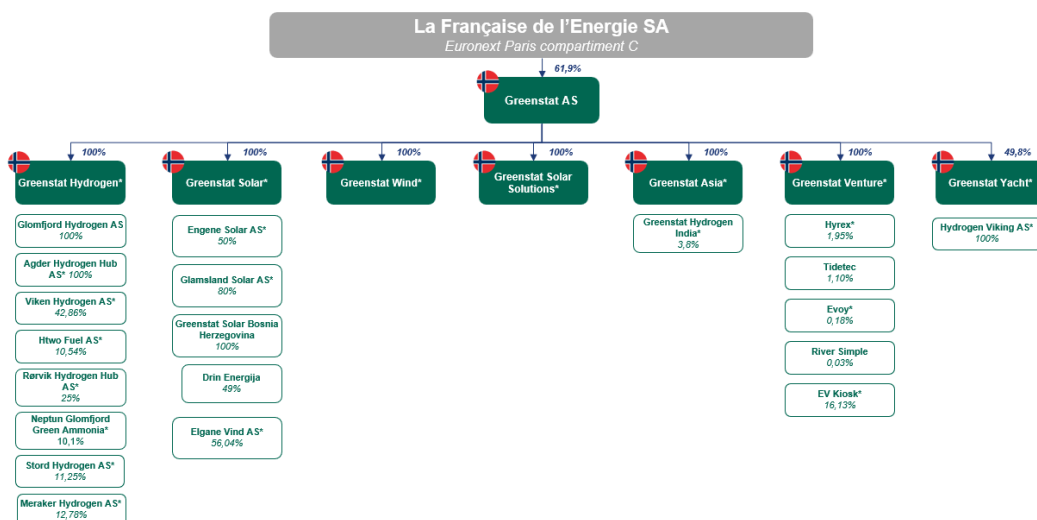 La Française de l'Energie SA
Euronext Paris compartiment C
61,9%
Greenstat AS
100%
100%
100%
100%
100%
100%
49,8%
Greenstat Hydrogen*
Greenstat Solar*
Greenstat Wind*
Greenstat Solar
Solutions*
Greenstat Asia*
Greenstat Venture*
Greenstat Yacht*
Glomfjord Hydrogen AS
100%
Agder Hydrogen Hub
AS* 100%
Viken Hydrogen AS*
42,86%
Htwo Fuel AS*
10,54%
Rørvik Hydrogen Hub
AS*
25%
Neptun Glomfjord
Green Ammonia*
10,1%
Stord Hydrogen AS*
11,25%
Meraker Hydrogen AS*
12,78%
Engene Solar AS*
50%
Glamsland Solar AS*
80%
Greenstat Solar Bosnia
Herzegovina
100%
Drin Energija
49%
Elgane Vind AS*
56,04%
Greenstat Hydrogen
India*
3,8%
Hyrex*
1,95%
Tidetec
1,10%
Evoy*
0,18%
River Simple
0,03%
EV Kiosk*
16,13%
Hydrogen Viking AS*
100%